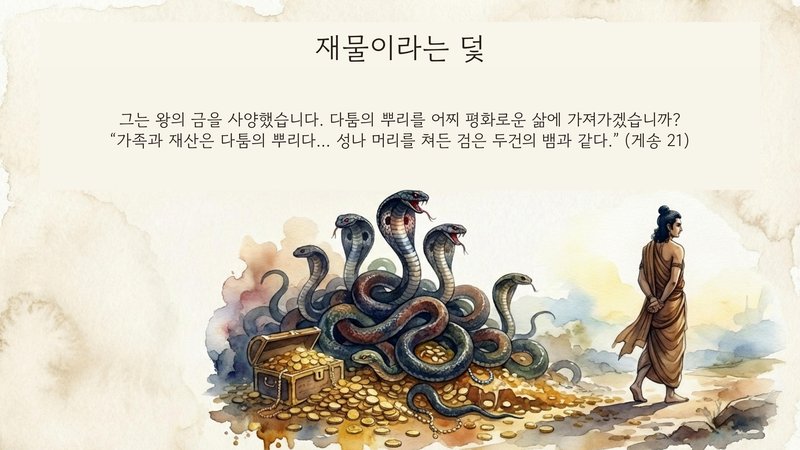 재물이라는 덫
그는 왕의 금을 사양했습니다. 다툼의 뿌리를 어찌 평화로운 삶에 가져가겠습니까?
“가족과 재산은 다툼의 뿌리다... 성나 머리를 쳐든 검은 두건의 뱀과 같다.” (게송 21)